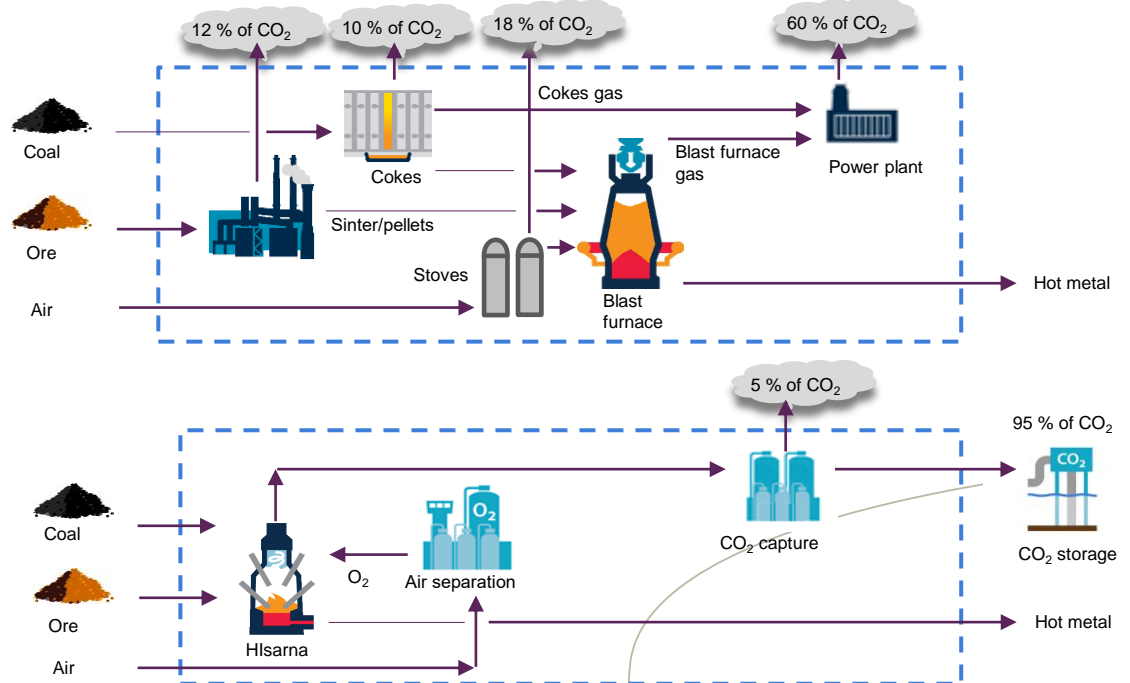 12 % of CO₂
10 % of CO₂
18 % of CO₂
60 % of CO₂
Coal
Cokes
Cokes gas
Blast furnace
gas
Power plant
Ore
Sinter/pellets
Stoves
Air
Blast
furnace
Hot metal
5 % of CO₂
95 % of CO₂
CO₂
Coal
O₂
CO₂ capture
CO₂ storage
O₂
Air separation
Ore
HIsarna
Hot metal
Air